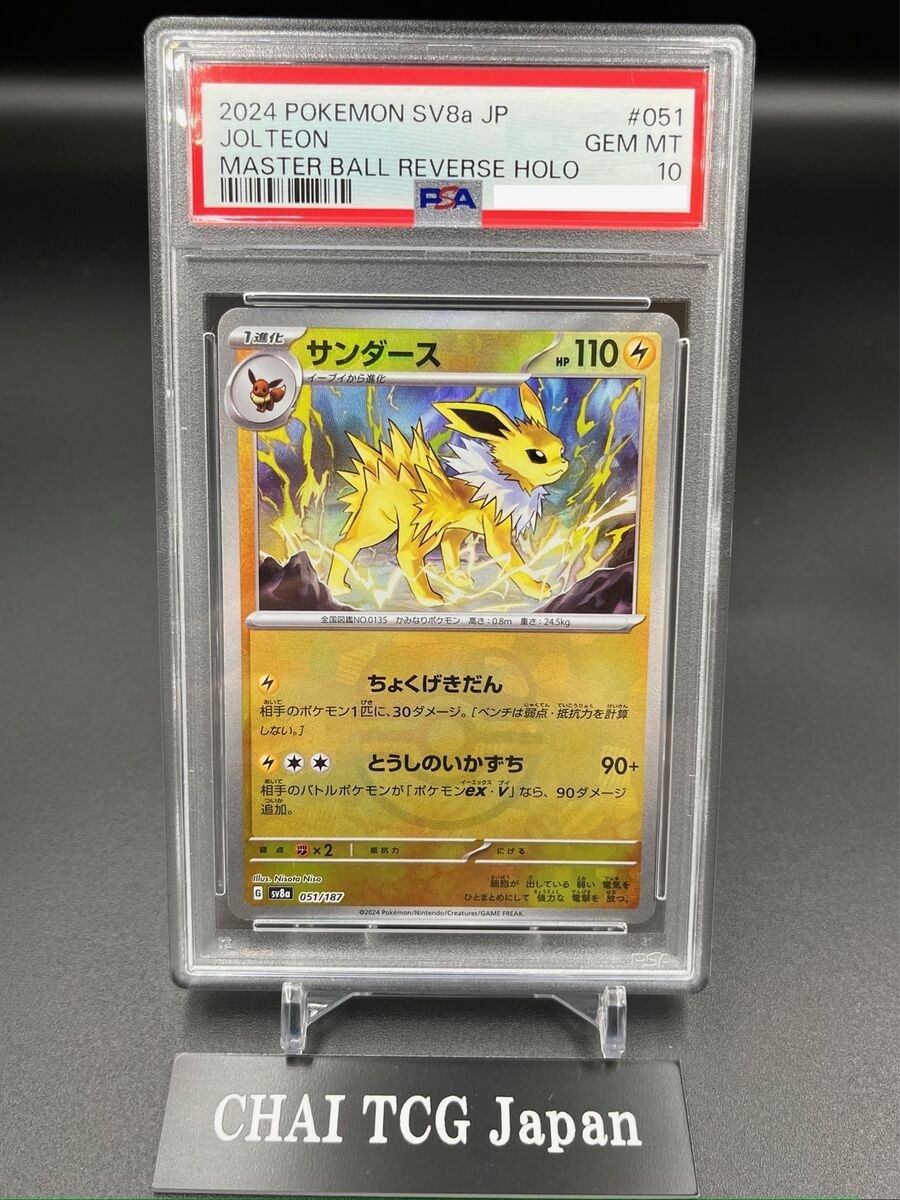 2024 POKEMON SV8a JP #051
JOLTEON GEM MT
MASTER BALL REVERSE HOLO 10
PSA
1進化 サンダース HP 110
イーブイから進化
全国図鑑NO.0135 かみなりポケモン 高さ:0.8m 重さ:24.5kg
ちょくげきだん
相手のポケモン1匹に、30ダメージ。[ベンチは弱点・抵抗力を計算
しない。]
とうしのいかずち 90+
相手のバトルポケモンが「ポケモンex・V」なら、90ダメージ
追加。
弱点 ×2 抵抗力 にげる
Illus. Nisota Niso
細胞が 出している 弱い 電気を
G sv8a 051/187
ひとまとめにして 強力な 電撃を 放つ。
©2024 Pokémon/Nintendo/Creatures/GAME FREAK.
PSA
CHAI TCG Japan